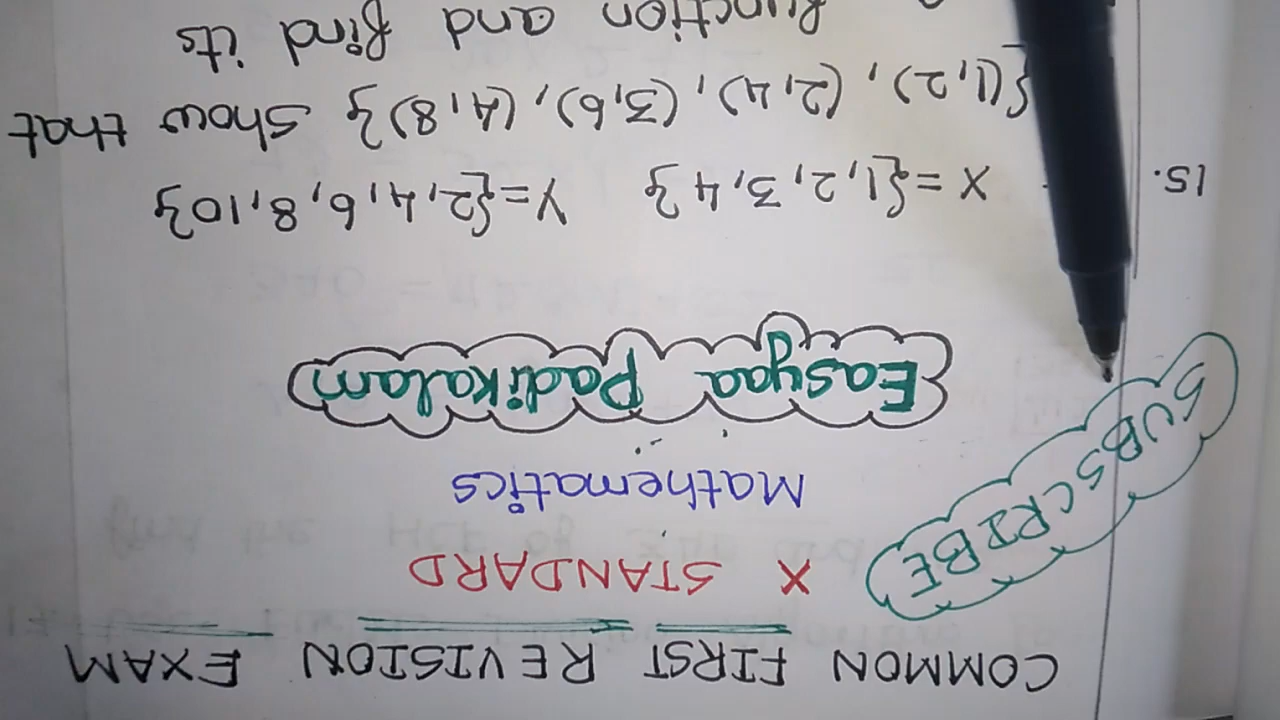 COMMON FIRST REVISION EXAM
X STANDARD
Mathematics
Easyaa Padikalam
SUBSCRIBE
15. X = {1, 2, 3, 4} Y = {2, 4, 6, 8, 10}
{(1, 2), (2, 4), (3, 6), (4, 8)} Show that
function and find its